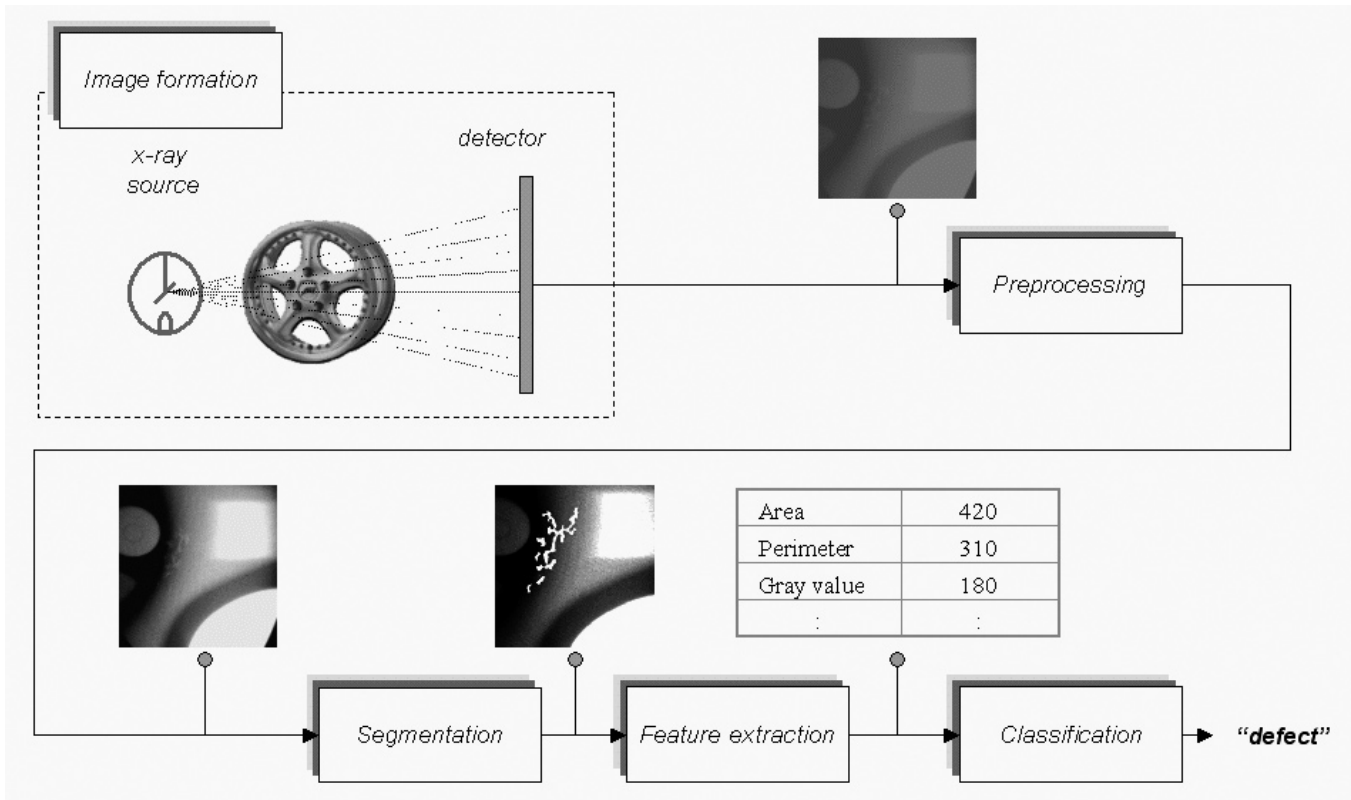 Image formation
x-ray
source
detector
Preprocessing
Area 420
Perimeter 310
Gray value 180
: :
Segmentation
Feature extraction
Classification
“defect”